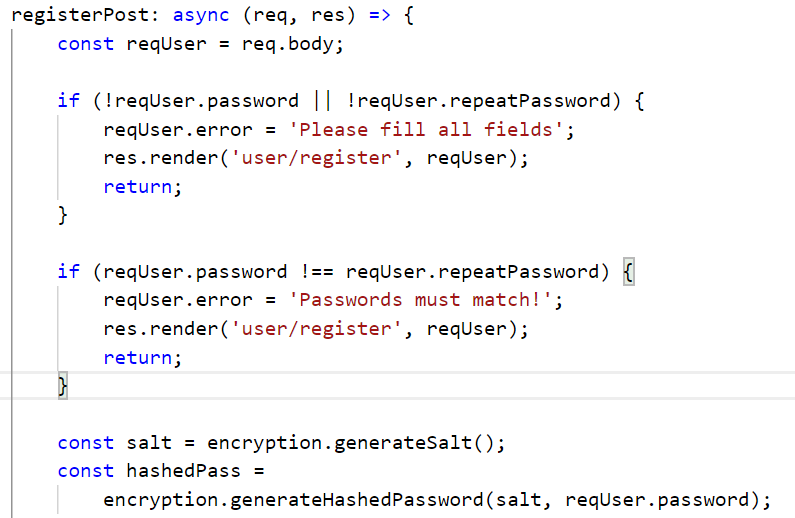 registerPost: async (req, res) => {
    const reqUser = req.body;

    if (!reqUser.password || !reqUser.repeatPassword) {
        reqUser.error = 'Please fill all fields';
        res.render('user/register', reqUser);
        return;
    }

    if (reqUser.password !== reqUser.repeatPassword) {
        reqUser.error = 'Passwords must match!';
        res.render('user/register', reqUser);
        return;
    }

    const salt = encryption.generateSalt();
    const hashedPass =
        encryption.generateHashedPassword(salt, reqUser.password);